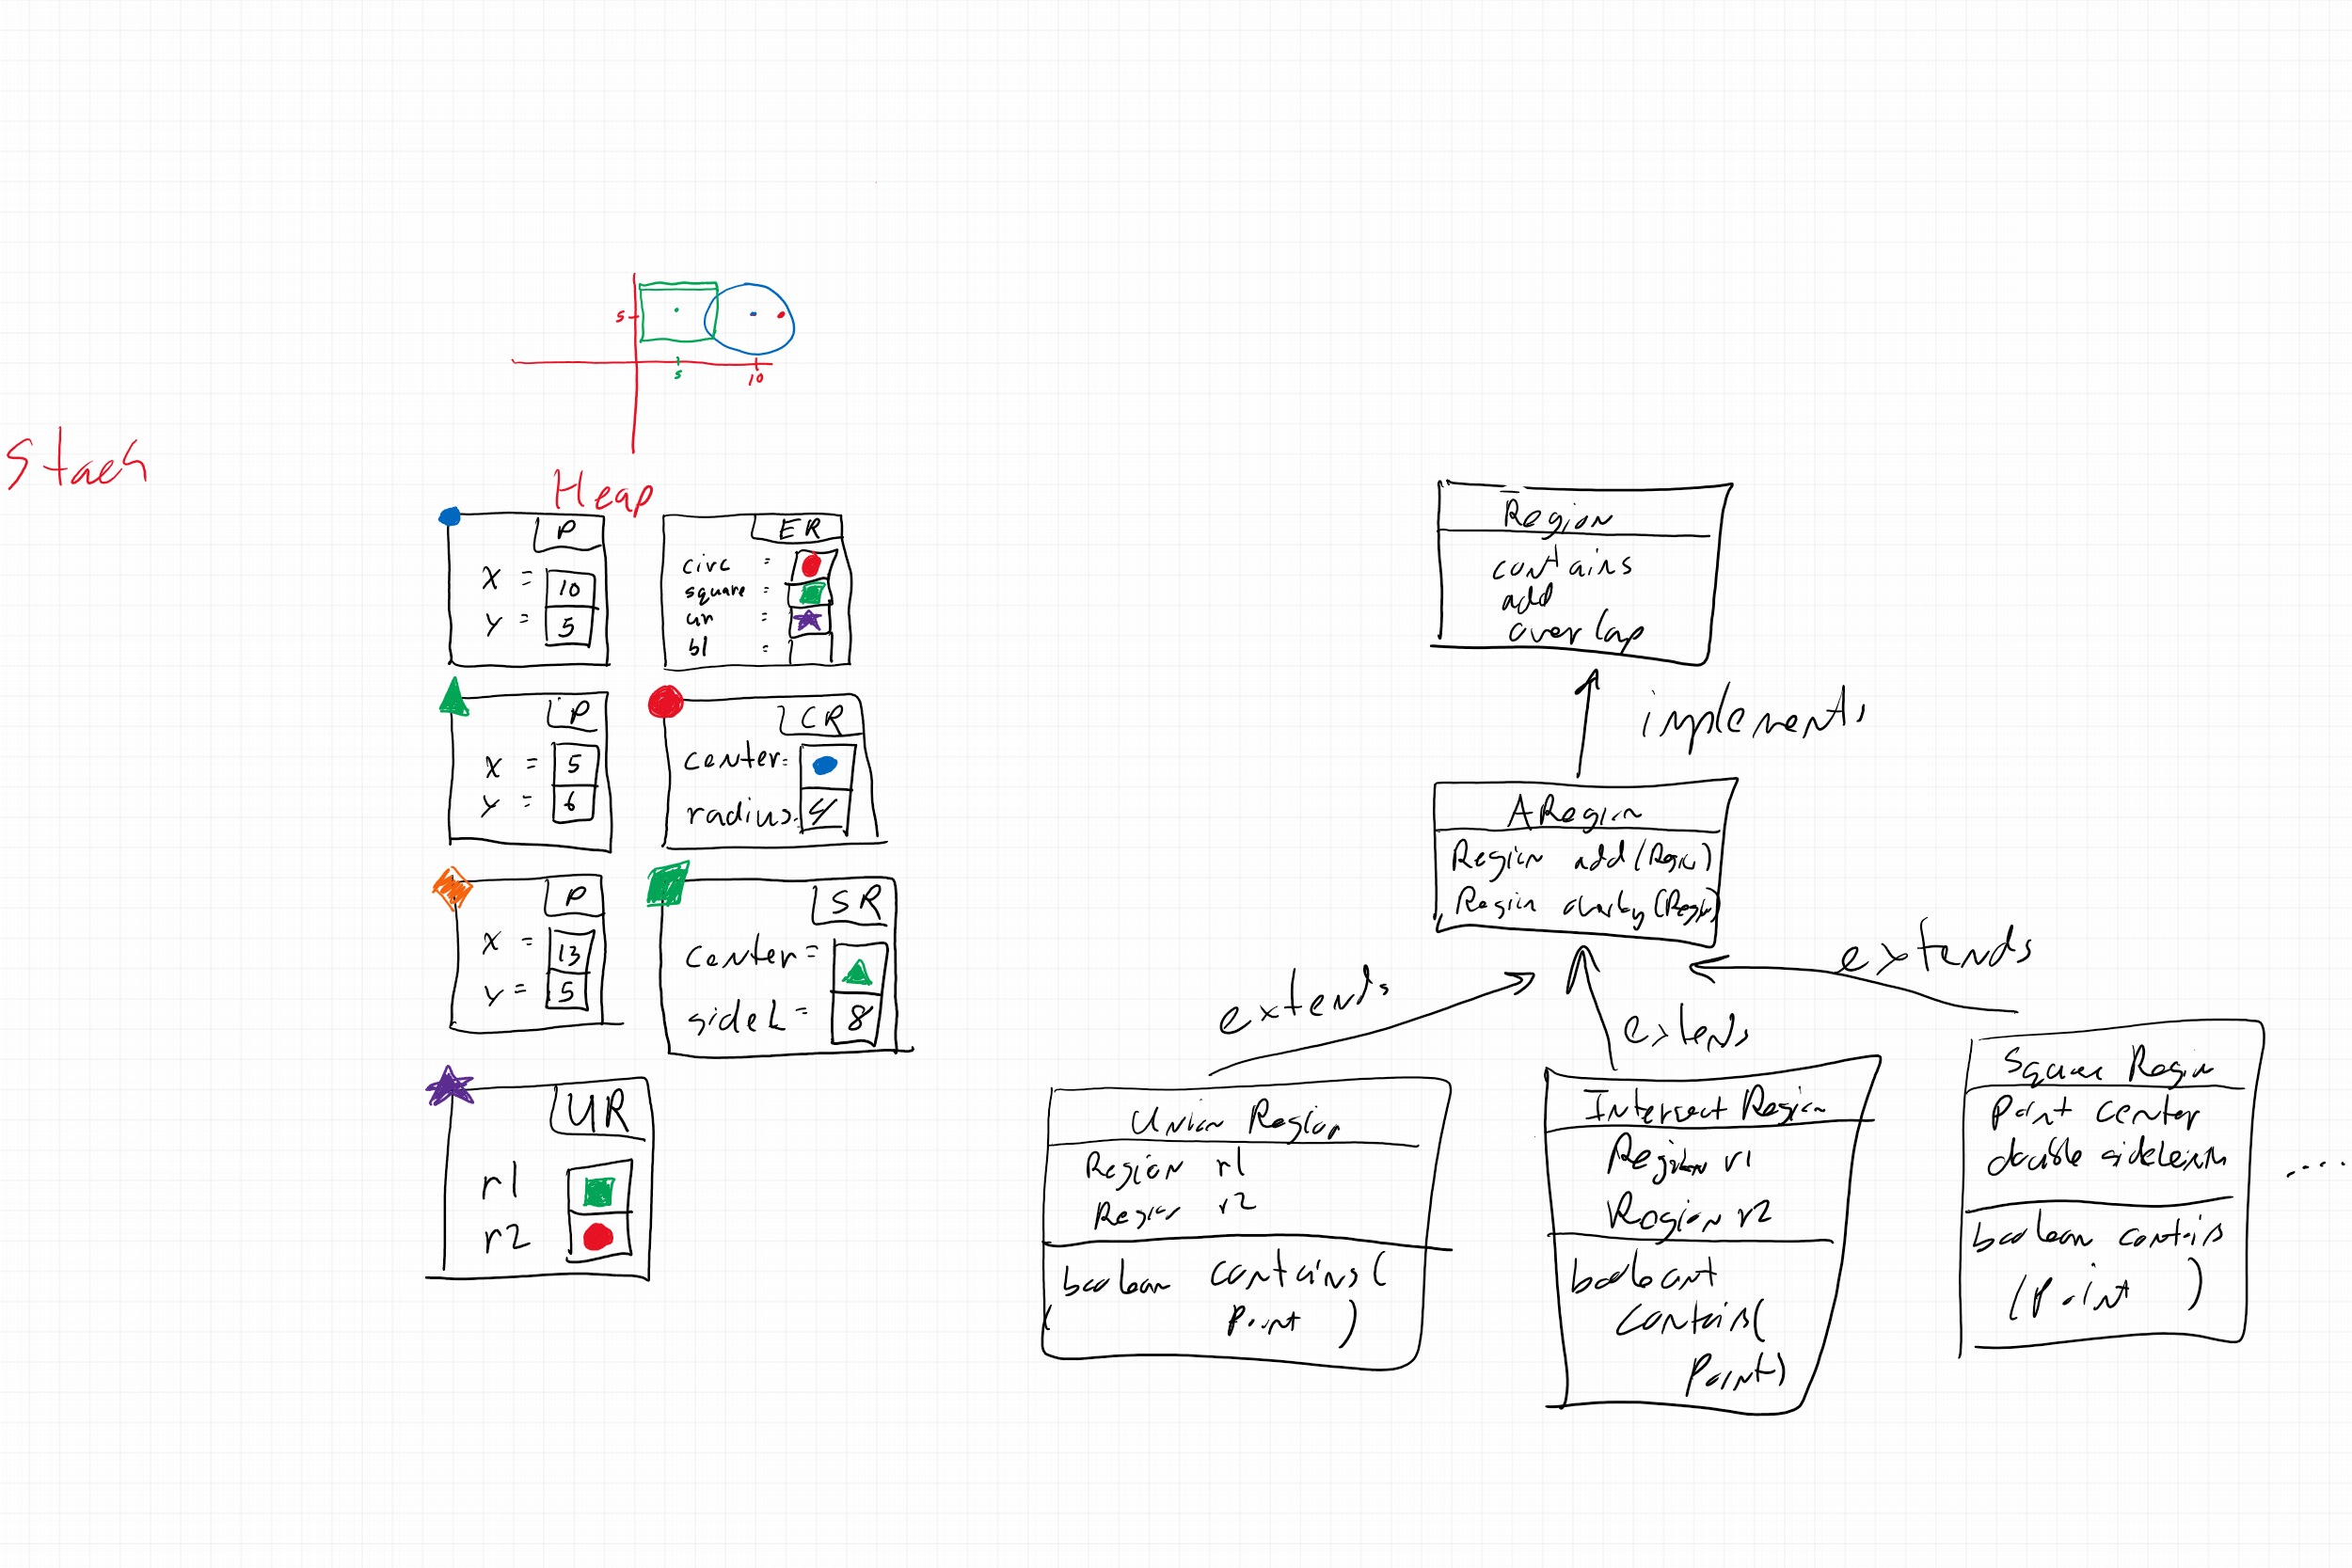 5
5
10
Stack
Heap
P
x = 10
y = 5
ER
circ =
square =
un =
bl =
P
x = 5
y = 6
CR
center=
radius= 4
P
x = 13
y = 5
SR
center=
sideL= 8
UR
r1
r2
Region
contains
add
overlap
implements
ARegion
Region add(Region)
Region overlap(Region)
extends
extends
extends
Union Region
Region r1
Region r2
boolean contains(
Point )
Intersect Region
Region r1
Region r2
boolean
contains(
Point)
Square Region
Point center
double
boolean contains
(Point )
....